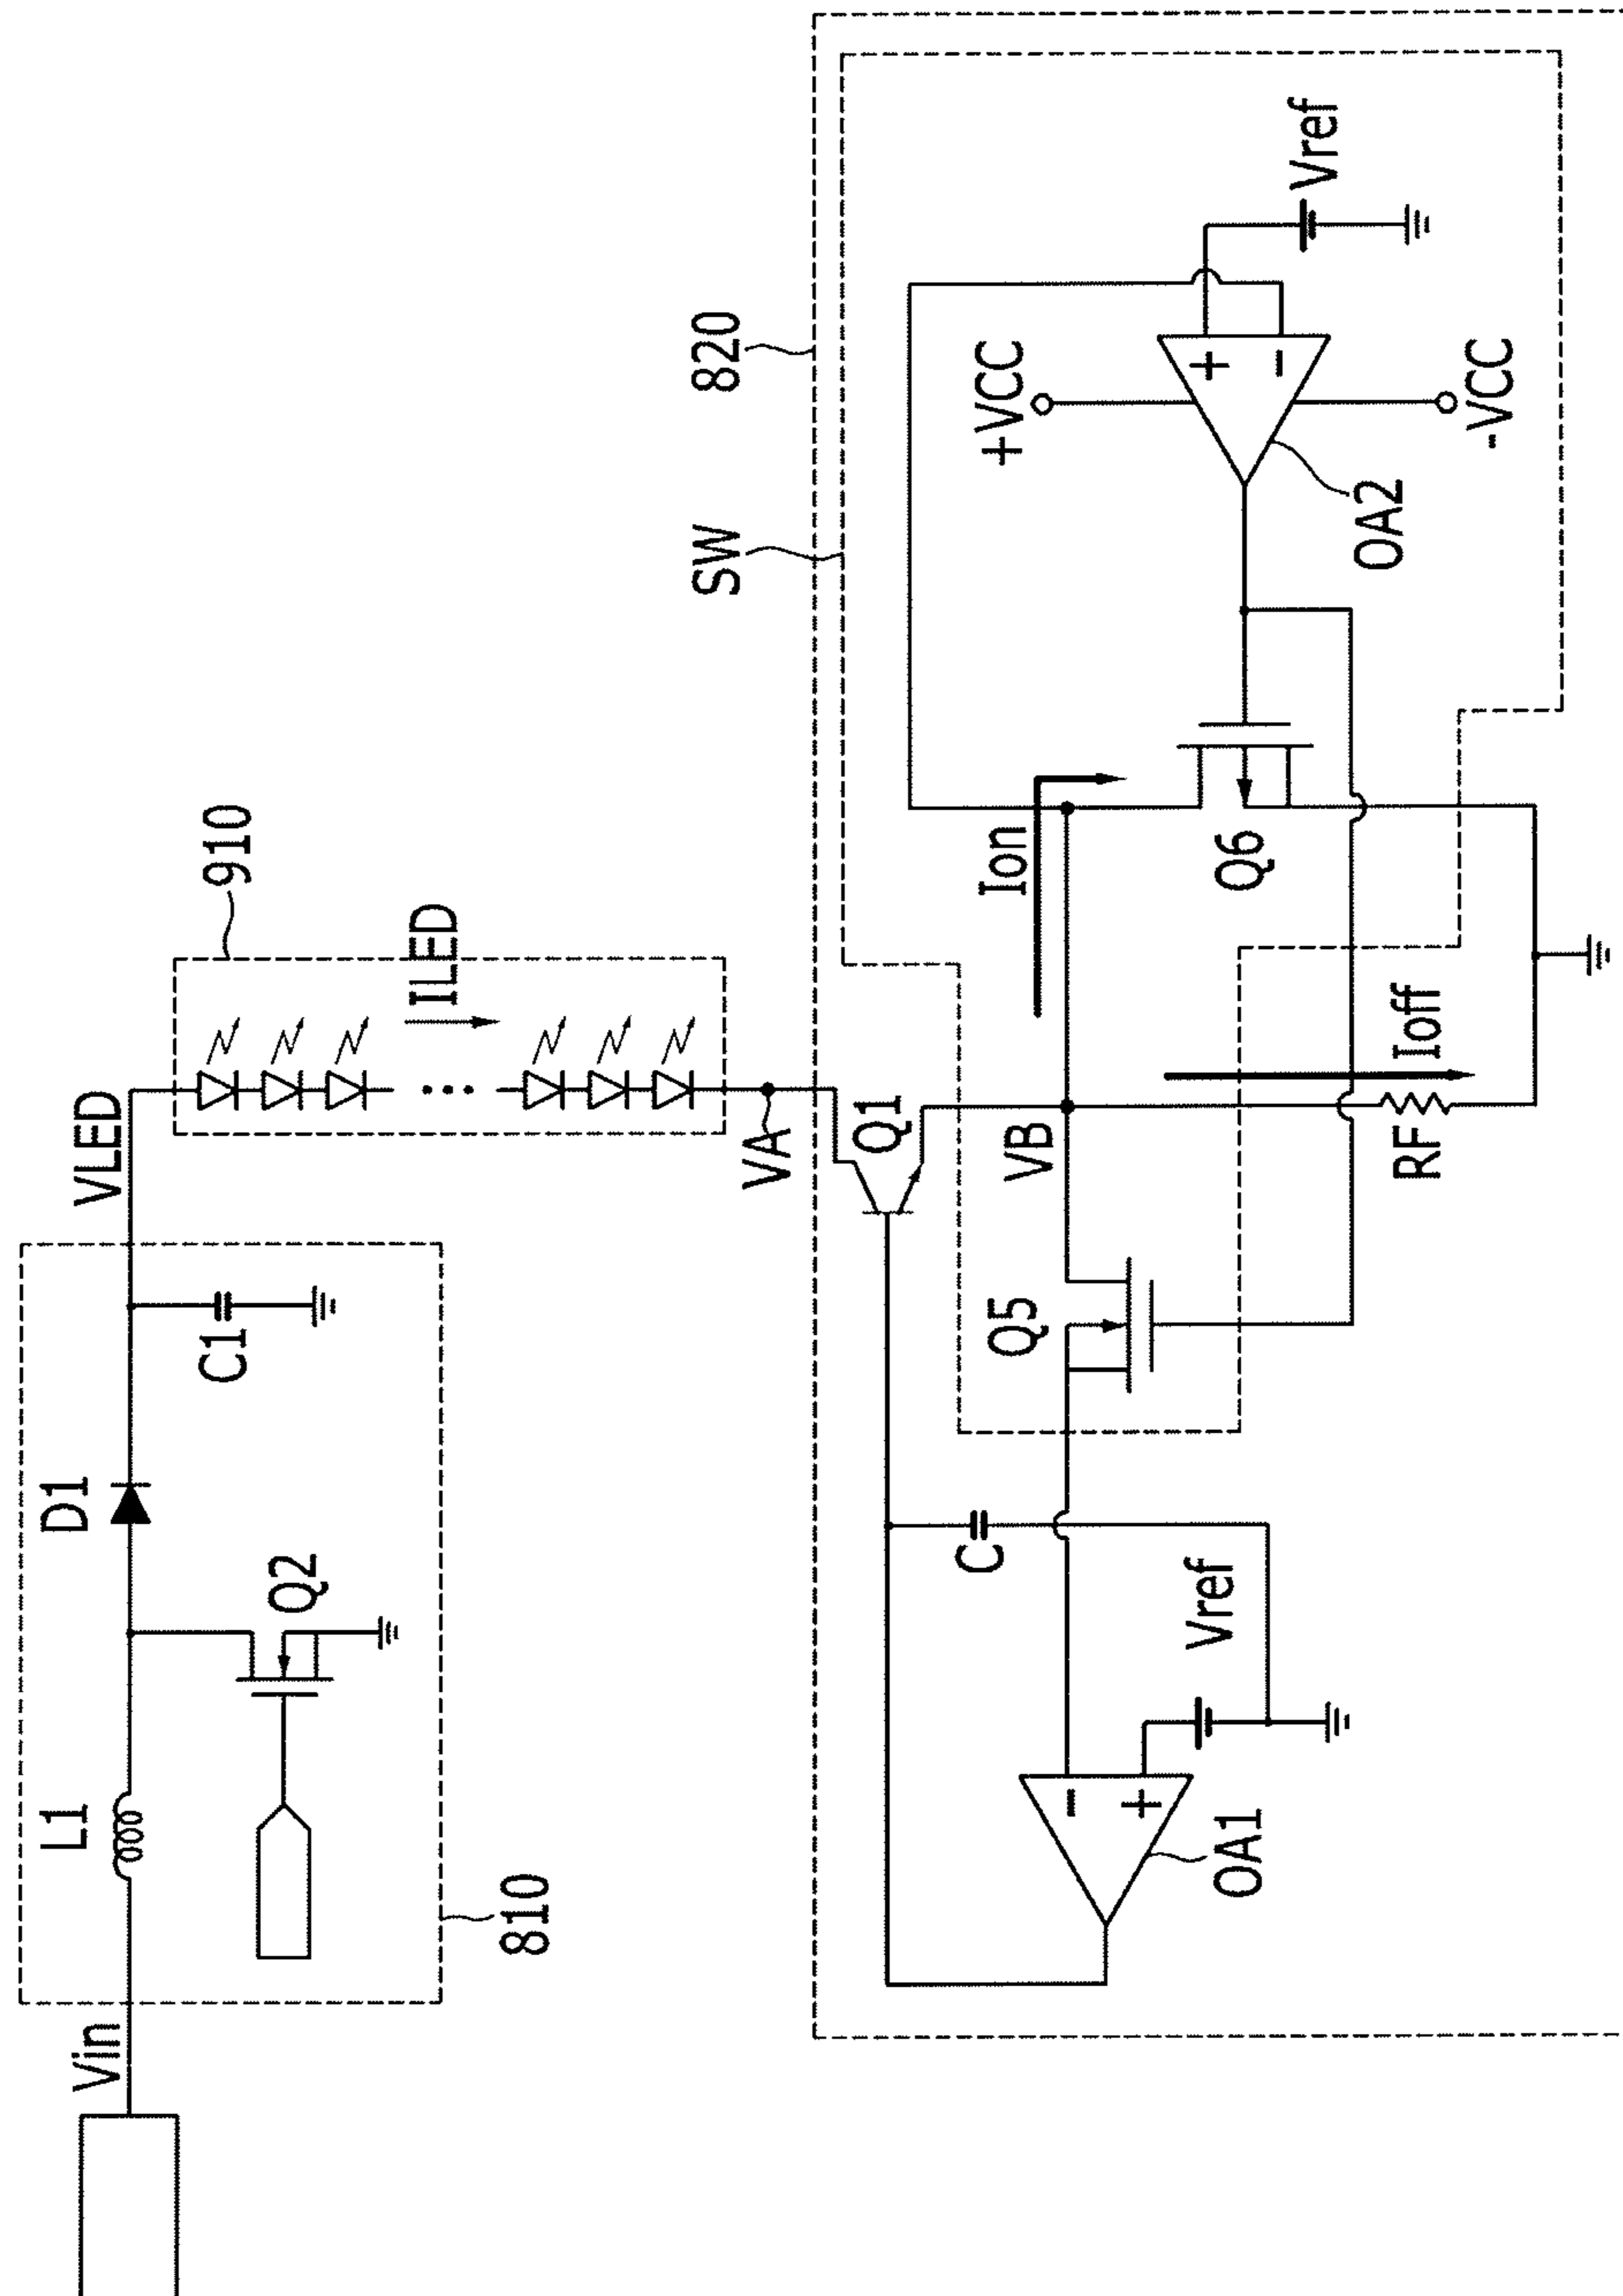 Vin
L1
D1
VLED
Q2
C1
810
910
ILED
VA
SW
820
Q1
VB
Q5
Ion
Q6
+VCC
-VCC
+
-
OA2
Vref
C
Vref
-
+
OA1
RF
Ioff